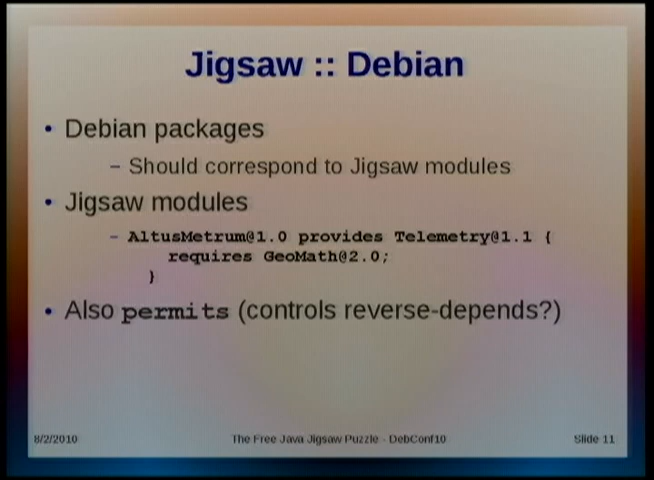 Jigsaw :: Debian
• Debian packages
– Should correspond to Jigsaw modules
• Jigsaw modules
– AltusMetrum@1.0 provides Telemetry@1.1 {
requires GeoMath@2.0;
}
• Also permits (controls reverse-depends?)
8/2/2010 The Free Java Jigsaw Puzzle - DebConf10 Slide 11